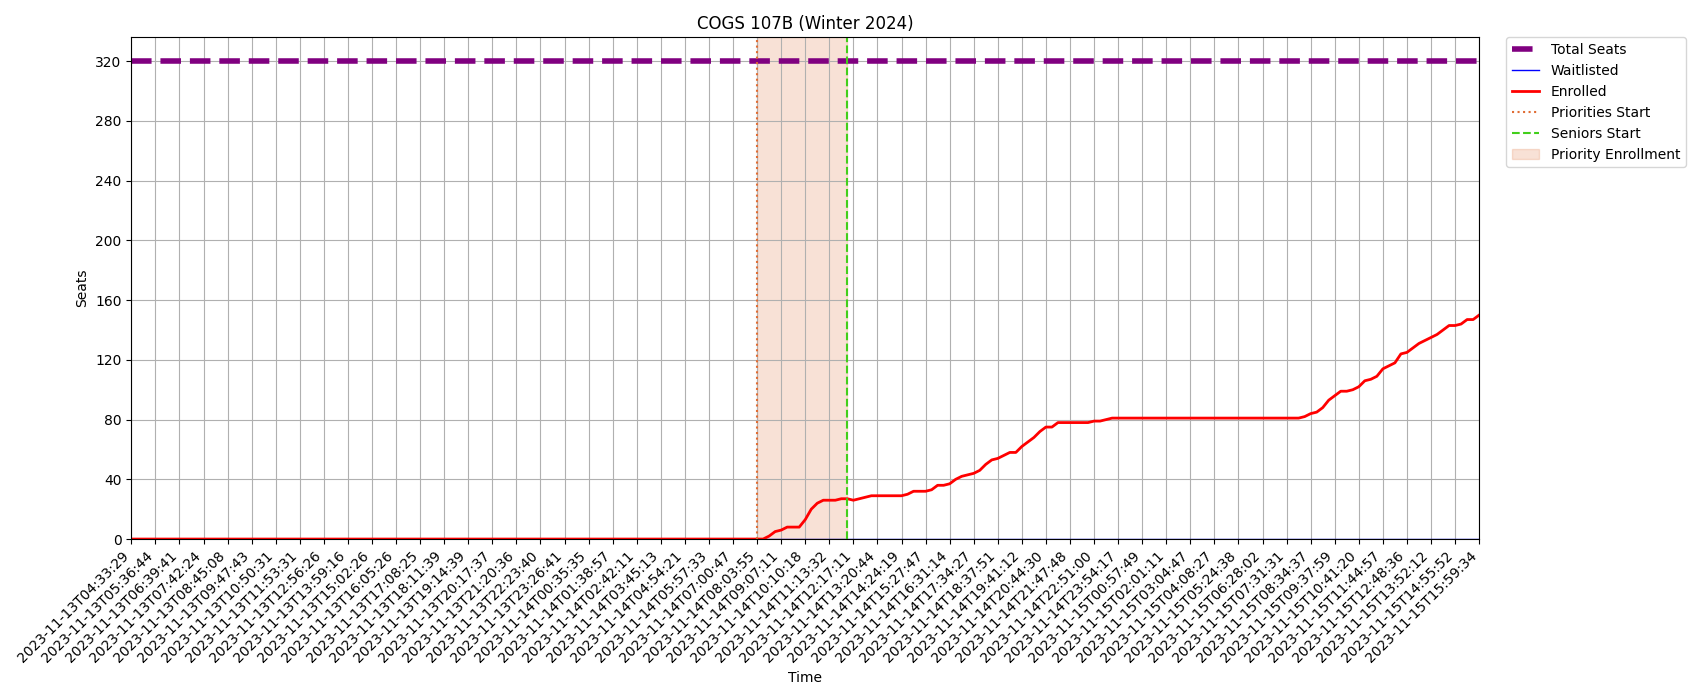 COGS 107B (Winter 2024)
Total Seats
Waitlisted
Enrolled
Priorities Start
Seniors Start
Priority Enrollment
Seats
320
280
240
200
160
120
80
40
0
2023-11-13T04:33:29
2023-11-13T05:36:44
2023-11-13T06:39:41
2023-11-13T07:42:24
2023-11-13T08:45:08
2023-11-13T09:47:43
2023-11-13T10:50:31
2023-11-13T11:53:31
2023-11-13T12:56:26
2023-11-13T13:59:16
2023-11-13T15:02:26
2023-11-13T16:05:26
2023-11-13T17:08:25
2023-11-13T18:11:39
2023-11-13T19:14:39
2023-11-13T20:17:37
2023-11-13T21:20:36
2023-11-13T22:23:40
2023-11-13T23:26:41
2023-11-14T00:35:35
2023-11-14T01:38:57
2023-11-14T02:42:11
2023-11-14T03:45:13
2023-11-14T04:54:21
2023-11-14T05:57:33
2023-11-14T07:00:47
2023-11-14T08:03:55
2023-11-14T09:07:11
2023-11-14T10:10:18
2023-11-14T11:13:32
2023-11-14T12:17:11
2023-11-14T13:20:44
2023-11-14T14:24:19
2023-11-14T15:27:47
2023-11-14T16:31:14
2023-11-14T17:34:27
2023-11-14T18:37:51
2023-11-14T19:41:12
2023-11-14T20:44:30
2023-11-14T21:47:48
2023-11-14T22:51:00
2023-11-14T23:54:17
2023-11-15T00:57:49
2023-11-15T02:01:11
2023-11-15T03:04:47
2023-11-15T04:08:27
2023-11-15T05:24:38
2023-11-15T06:28:02
2023-11-15T07:31:31
2023-11-15T08:34:37
2023-11-15T09:37:59
2023-11-15T10:41:20
2023-11-15T11:44:57
2023-11-15T12:48:36
2023-11-15T13:52:12
2023-11-15T14:55:52
2023-11-15T15:59:34
Time